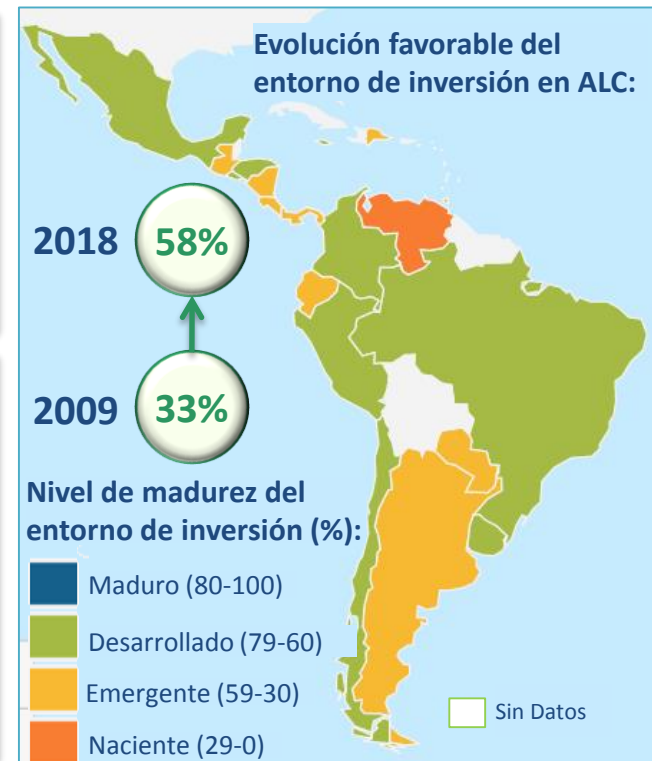 Evolución favorable del
entorno de inversión en ALC:
2018 58%
2009 33%
Nivel de madurez del
entorno de inversión (%):
Maduro (80-100)
Desarrollado (79-60)
Emergente (59-30)
Naciente (29-0)
Sin Datos